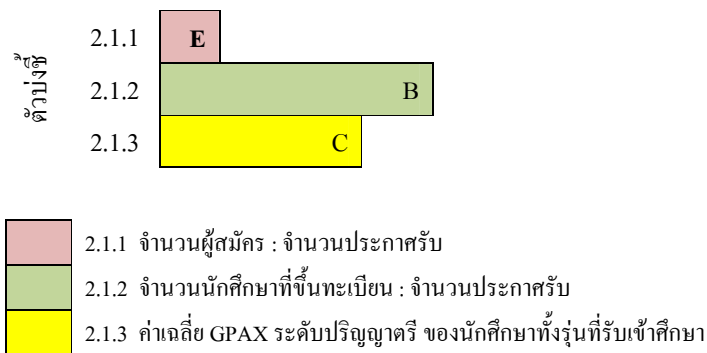 ตัวบ่งชี้
2.1.1 E
2.1.2 B
2.1.3 C
2.1.1 จำนวนผู้สมัคร : จำนวนประกาศรับ
2.1.2 จำนวนนักศึกษาที่ขึ้นทะเบียน : จำนวนประกาศรับ
2.1.3 ค่าเฉลี่ย GPAX ระดับปริญญาตรี ของนักศึกษาทั้งรุ่นที่รับเข้าศึกษา